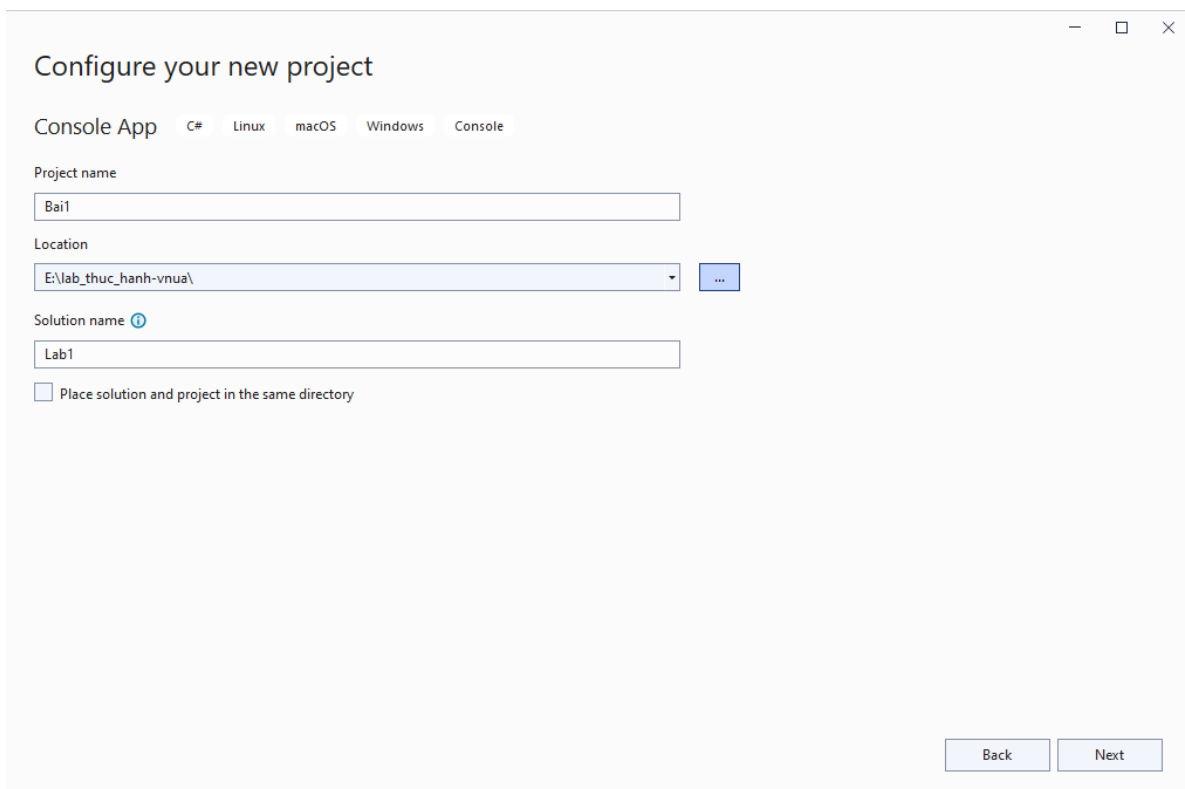 Configure your new project
Console App C# Linux macOS Windows Console
Project name
Bai1
Location
E:\lab_thuc_hanh-vnua\ ...
Solution name
Lab1
Place solution and project in the same directory
Back Next